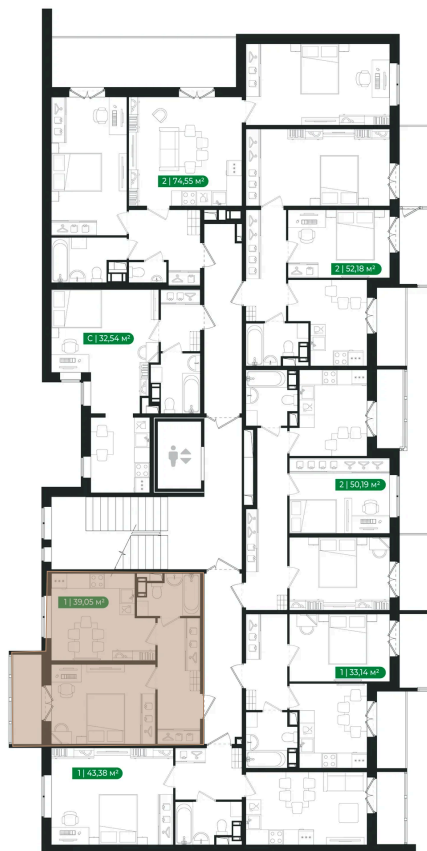 2 | 74,55 м²
2 | 52,18 м²
С | 32,54 м²
2 | 50,19 м²
1 | 39,05 м²
1 | 33,14 м²
1 | 43,38 м²